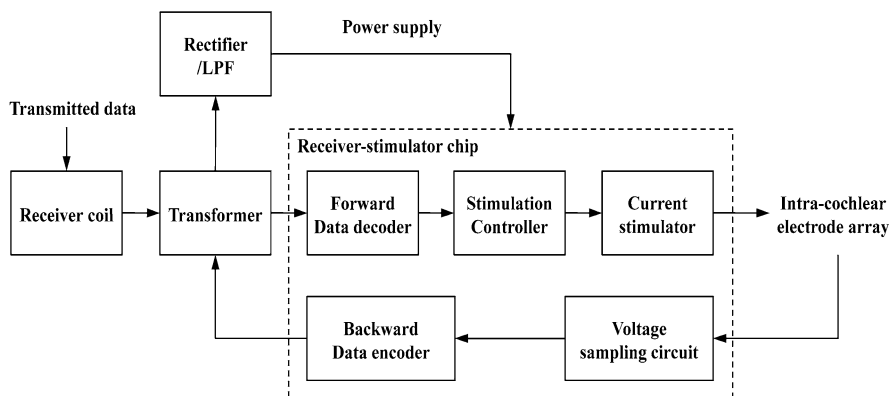 Power supply
Rectifier
/LPF
Transmitted data
Receiver-stimulator chip
Receiver coil
Transformer
Forward
Data decoder
Stimulation
Controller
Current
stimulator
Intra-cochlear
electrode array
Backward
Data encoder
Voltage
sampling circuit